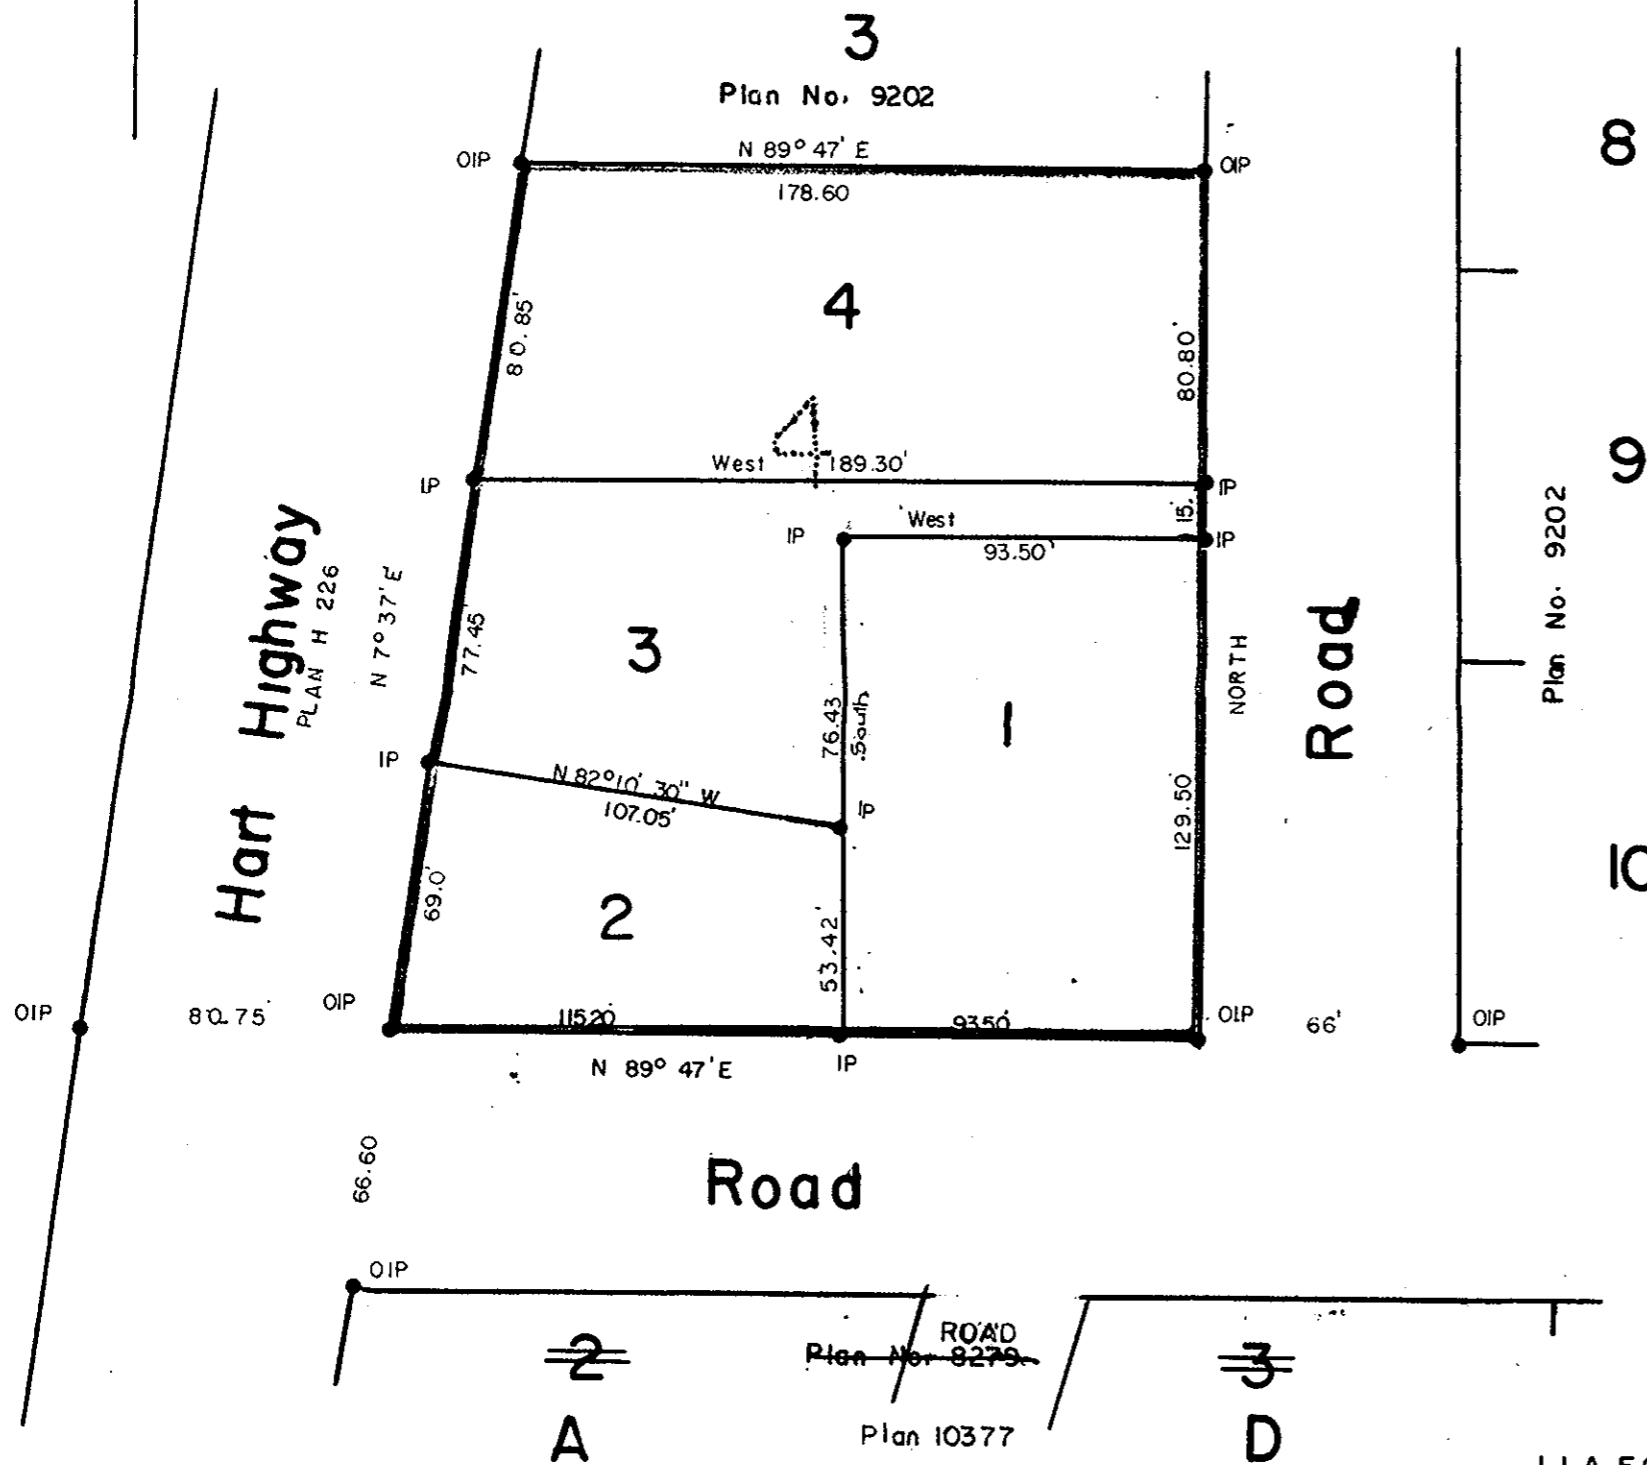 3
Plan No. 9202
8
OIP
N 89° 47' E
OIP
178.60
80.85'
4
80.80'
4
West 189.30'
IP
IP
9
15.'
West
IP
IP
93.50'
Plan No. 9202
Hart Highway
PLAN H 226
N 7° 37' E
77.45'
3
76.43
South
1
NORTH
Road
IP
N 82° 10' 30" W
107.05'
IP
129.50'
10
69.0'
2
53.42'
OIP
80.75
OIP
115.20
93.50'
OIP
66'
OIP
N 89° 47' E
IP
66.60
Road
OIP
2
ROAD
Plan No. 8279
3
A
Plan 10377
D